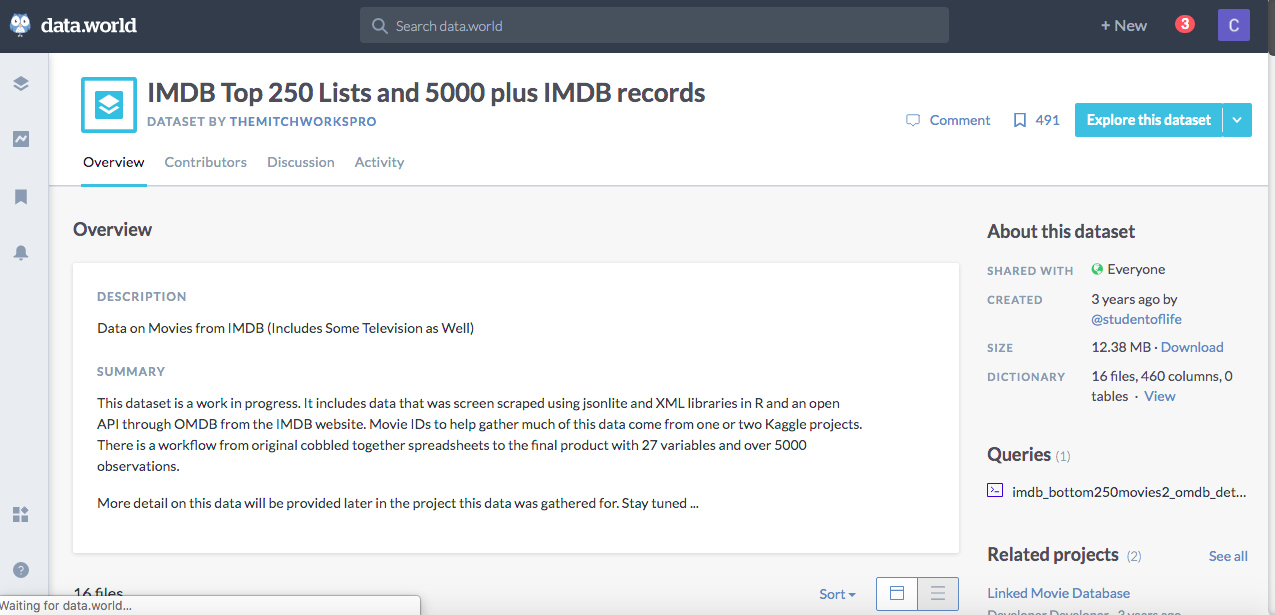 data.world
Search data.world
+ New
3
C
IMDB Top 250 Lists and 5000 plus IMDB records
DATASET BY THEMITCHWORKSPRO
Comment
491
Explore this dataset
Overview
Contributors
Discussion
Activity
Overview
DESCRIPTION
Data on Movies from IMDB (Includes Some Television as Well)
SUMMARY
This dataset is a work in progress. It includes data that was screen scraped using jsonlite and XML libraries in R and an open
API through OMDB from the IMDB website. Movie IDs to help gather much of this data come from one or two Kaggle projects.
There is a workflow from original cobbled together spreadsheets to the final product with 27 variables and over 5000
observations.
More detail on this data will be provided later in the project this data was gathered for. Stay tuned ...
16 files
Sort
Waiting for data.world...
About this dataset
SHARED WITH Everyone
CREATED 3 years ago by
@studentoflife
SIZE 12.38 MB · Download
DICTIONARY 16 files, 460 columns, 0
tables · View
Queries (1)
imdb_bottom250movies2_omdb_det...
Related projects (2) See all
Linked Movie Database
Developer Developer · 3 years ago
?